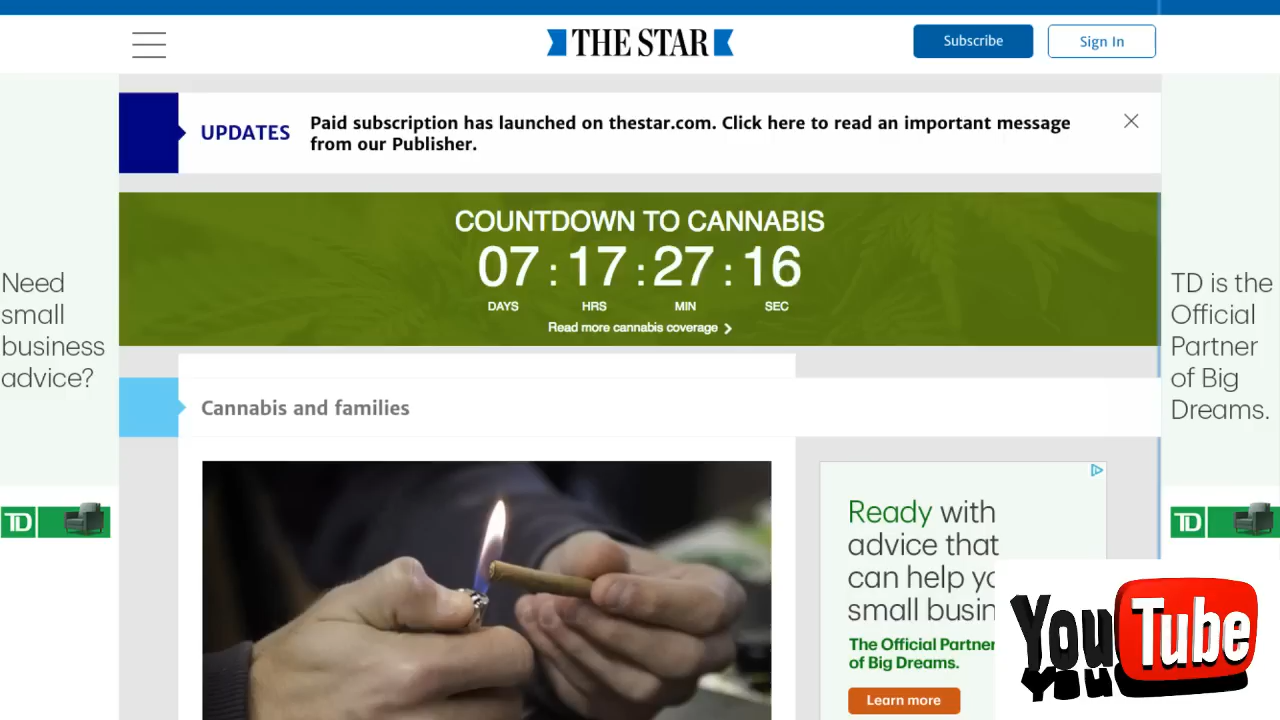 THE STAR
Subscribe
Sign In
UPDATES
Paid subscription has launched on thestar.com. Click here to read an important message
from our Publisher.
COUNTDOWN TO CANNABIS
07 : 17 : 27 : 16
DAYS HRS MIN SEC
Read more cannabis coverage
Need
small
business
advice?
TD
TD is the
Official
Partner
of Big
Dreams.
TD
Cannabis and families
Ready with
advice that
can help yo
small busin
The Official Partner
of Big Dreams.
Learn more
YouTube